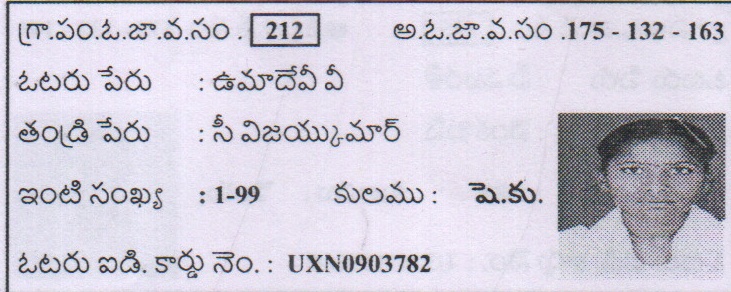 గ్రా.పం.ఓ.జా.వ.సం : 212 అ.ఓ.జా.వ.సం .175 - 132 - 163
ఓటరు పేరు : ఉమాదేవీ వీ
తండ్రి పేరు : సీ విజయ్కుమార్
ఇంటి సంఖ్య : 1-99 కులము : షె.కు.
ఓటరు ఐడి. కార్డు నెం. : UXN0903782